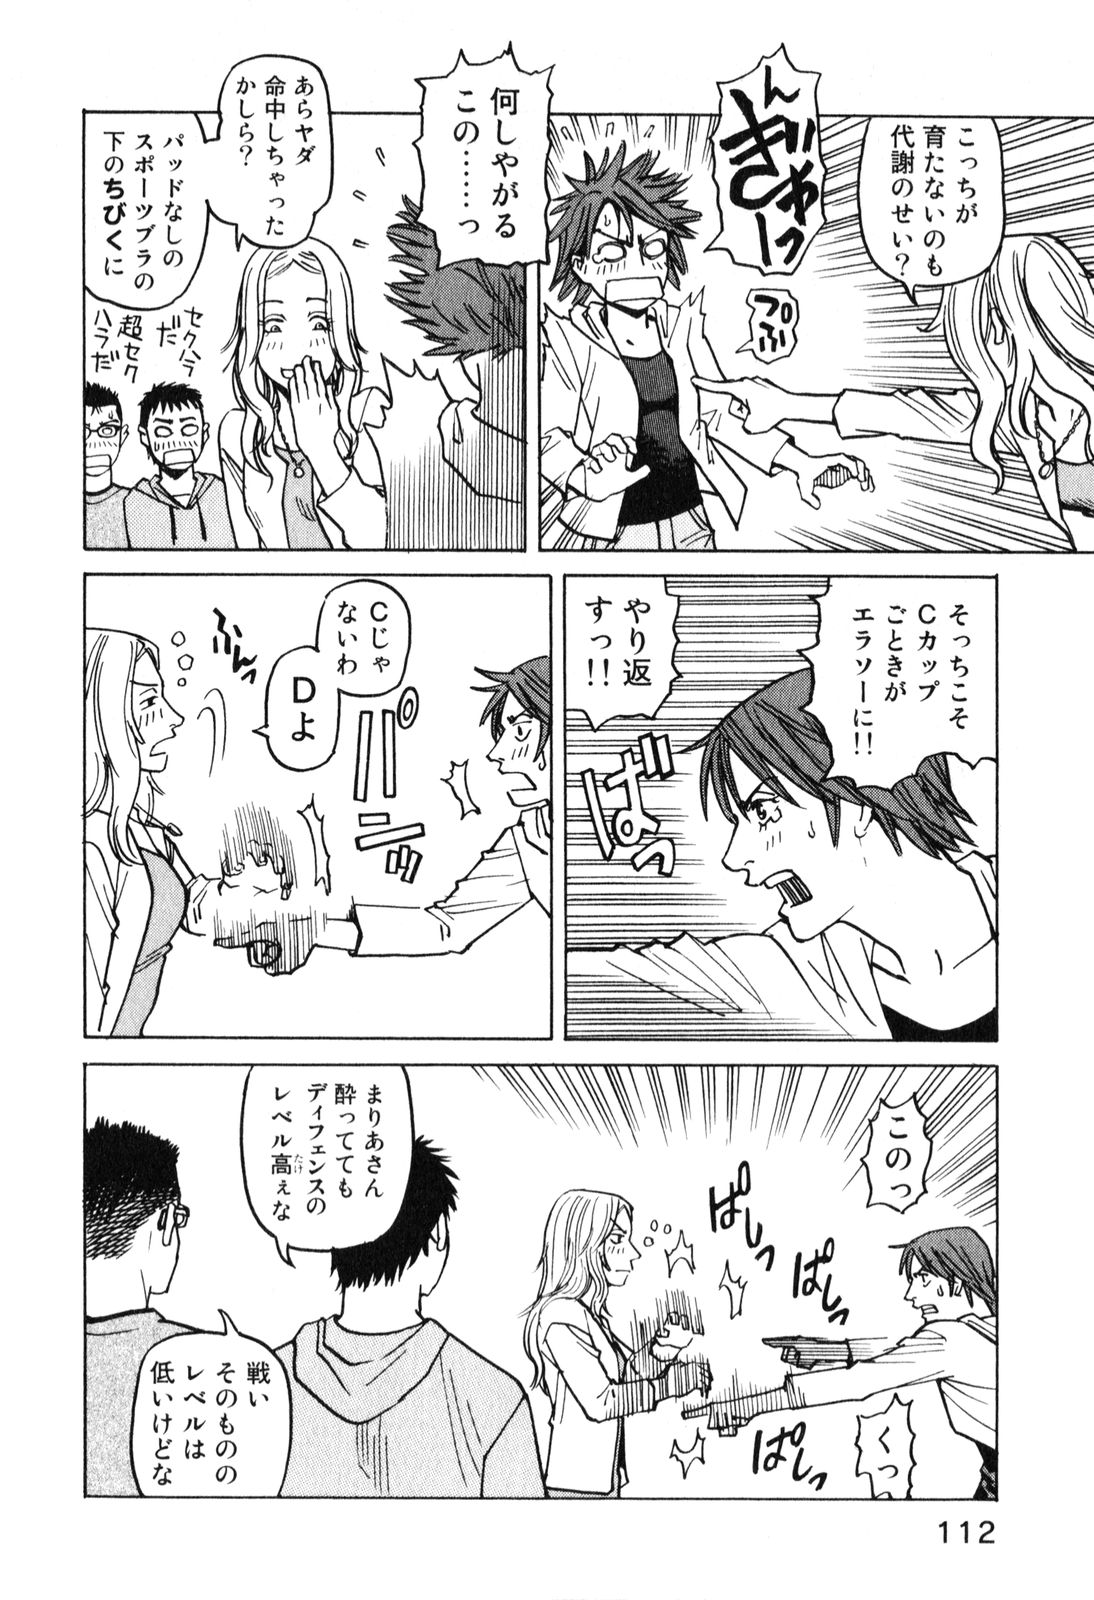 こっちが
育たないのも
代謝のせい?
んぎゃーっ
ぷふ
何しやがる
この……っ
あらヤダ
命中しちゃった
かしら?
パッドなしの
スポーツブラの
下のちびくに
セクハラ
だ
超セク
ハラだ
そっちこそ
Cカップ
ごときが
エラソーに!!
やり返
すっ!!
ばっ
Cじゃ
ないわ
Dよ
ふんっ
パシッ
このっ
ぱしっ
ぱしっ
ぱしっ
くっ
まりあさん
酔ってても
ディフェンスの
レベル高ぇな
たけ
戦い
そのものの
レベルは
低いけどな
112